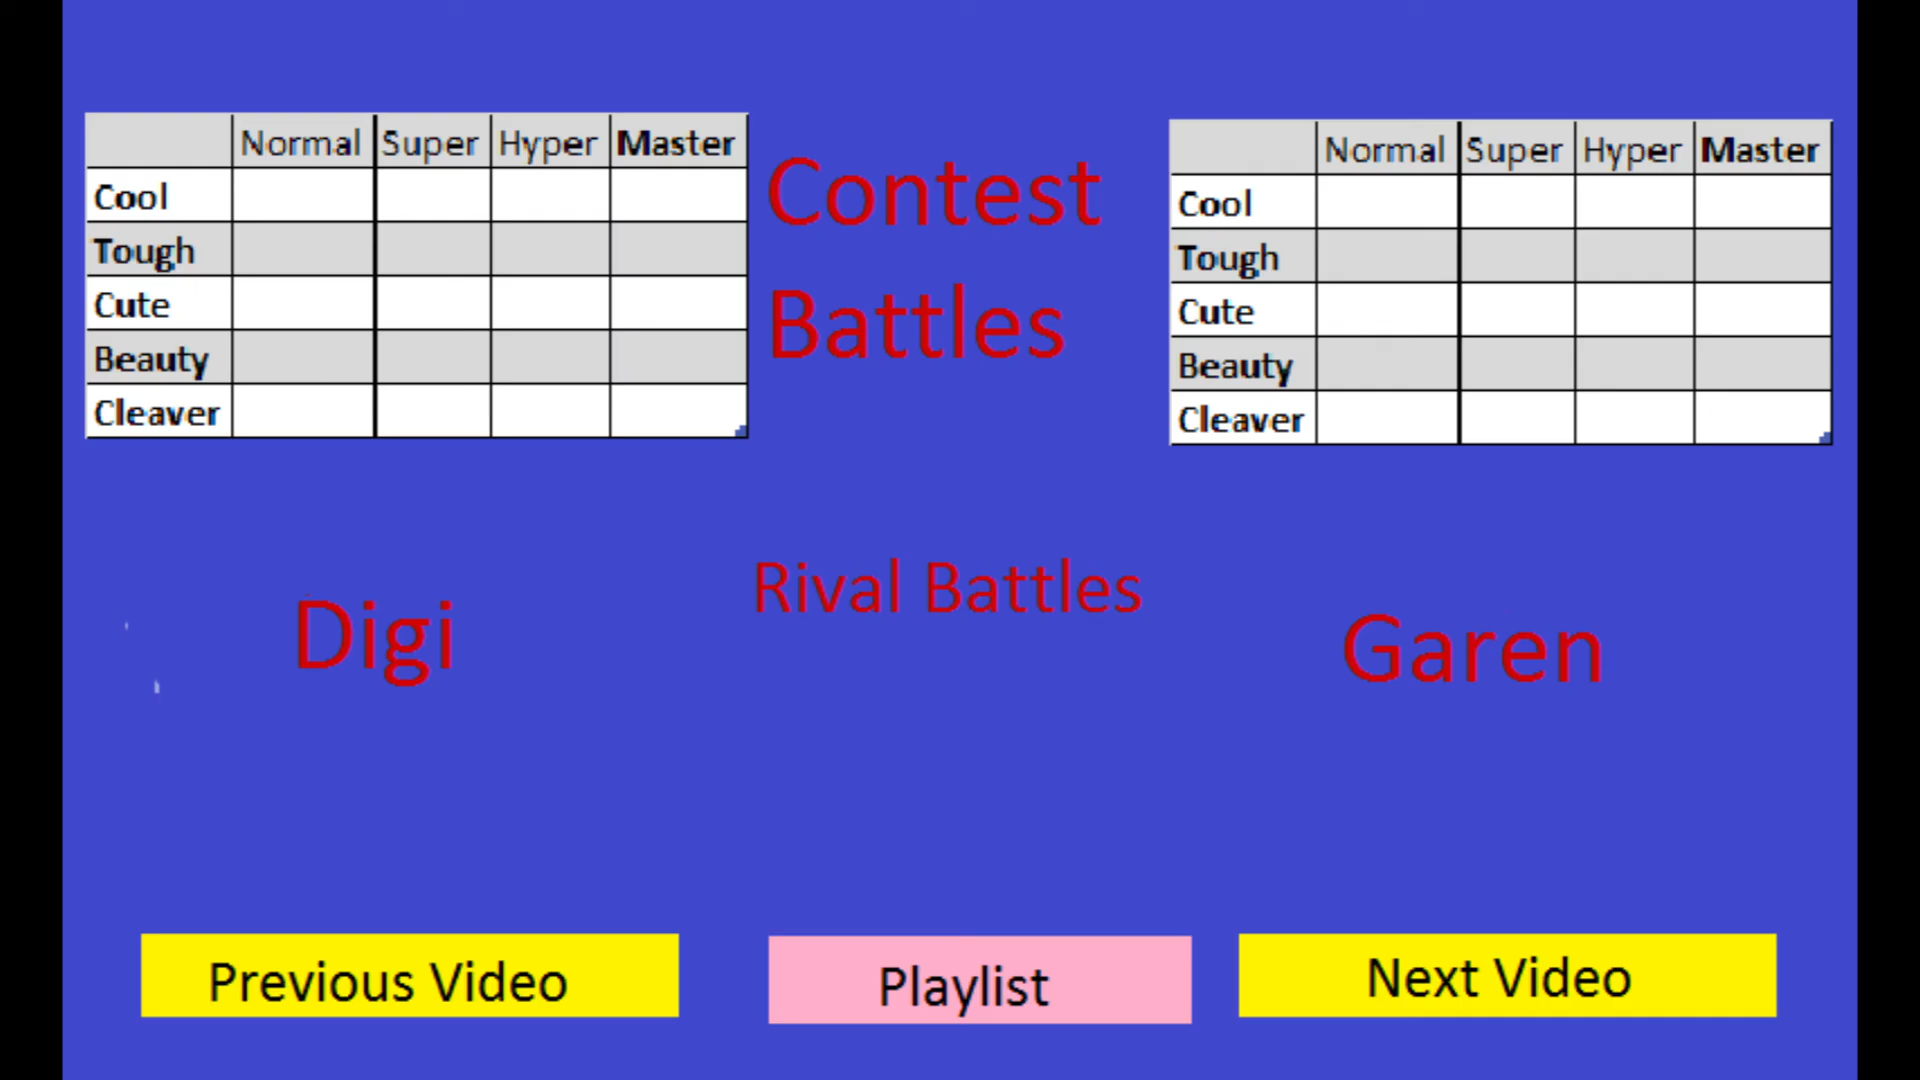 Normal Super Hyper Master
Cool
Tough
Cute
Beauty
Cleaver
Contest
Battles
Normal Super Hyper Master
Cool
Tough
Cute
Beauty
Cleaver
Rival Battles
Digi
Garen
Previous Video
Playlist
Next Video